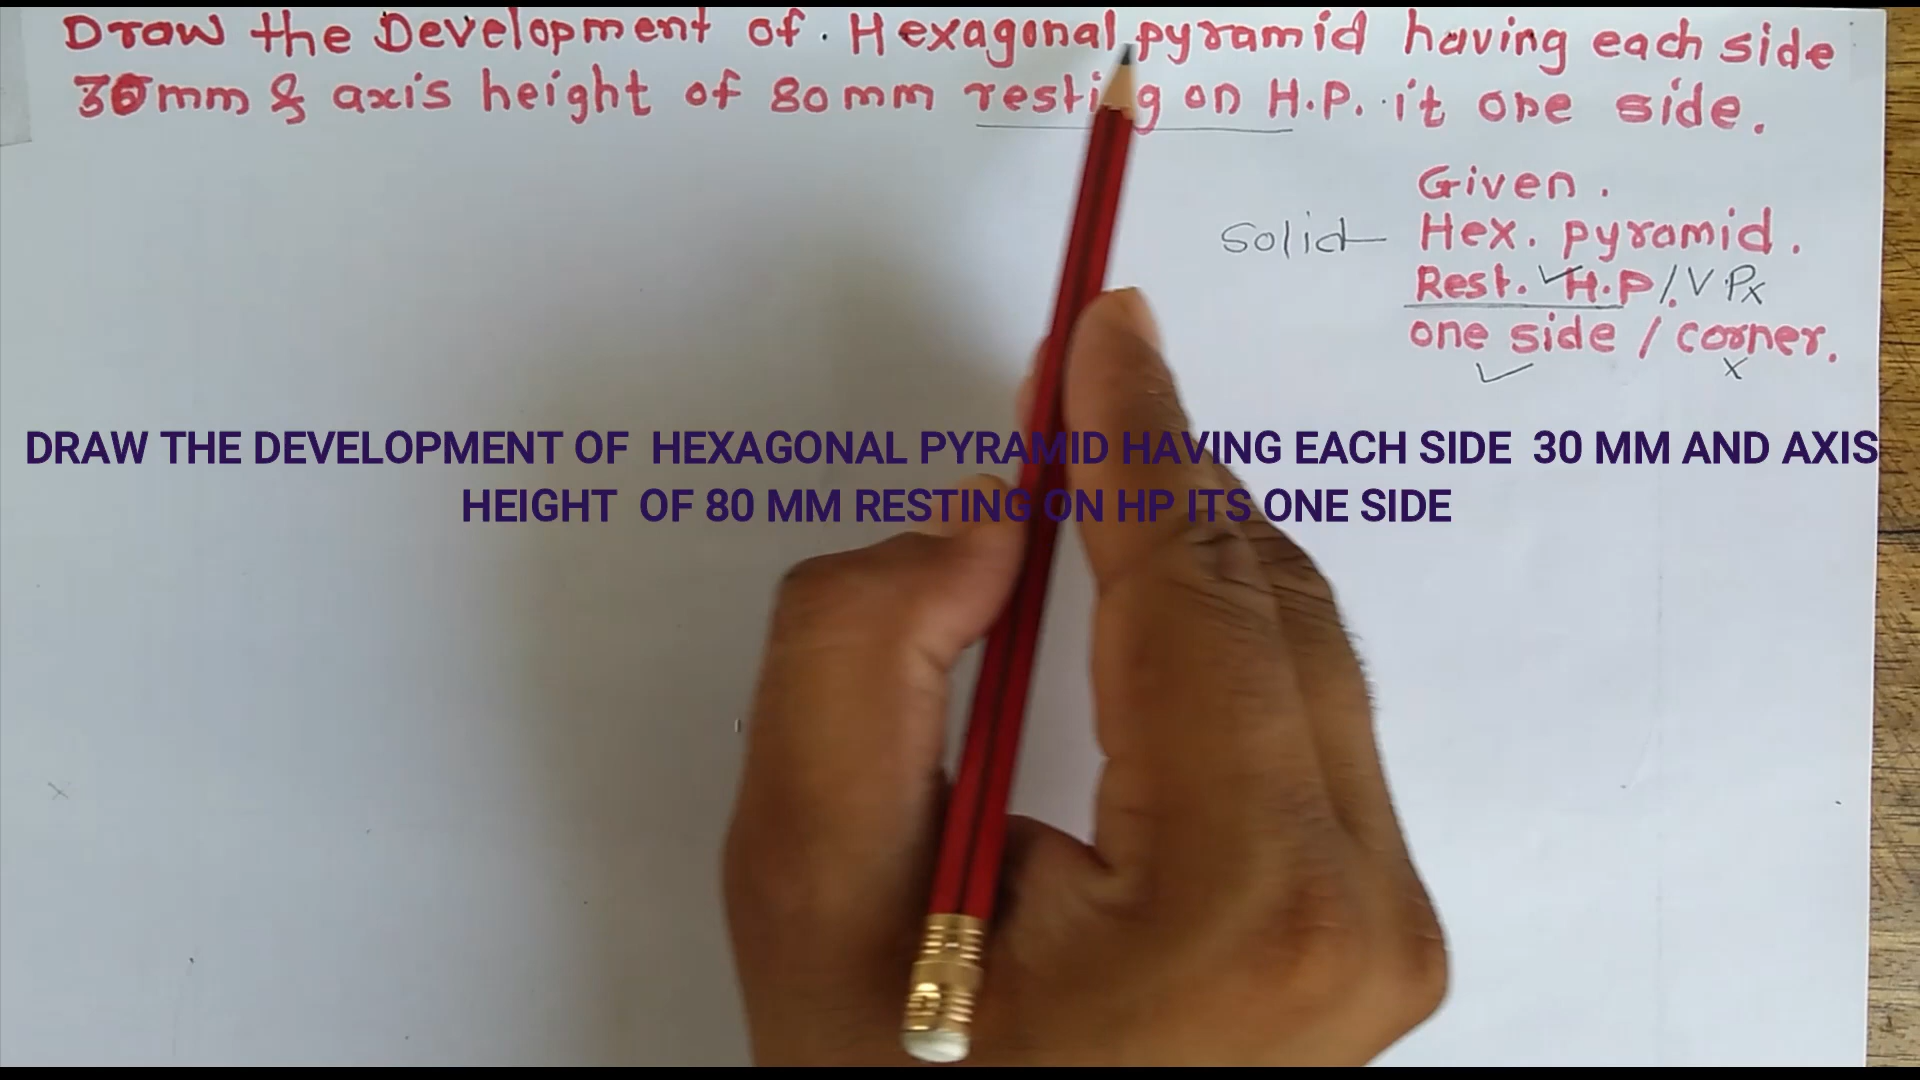 Draw the Development of. Hexagonal pyramid having each side
30mm & axis height of 80mm resting on H.P. it one side.
Given.
Solid — Hex. pyramid.
Rest. ✓ H.P./V.Px
one side / corner.
✓ x
DRAW THE DEVELOPMENT OF HEXAGONAL PYRAMID HAVING EACH SIDE 30 MM AND AXIS
HEIGHT OF 80 MM RESTING ON HP ITS ONE SIDE